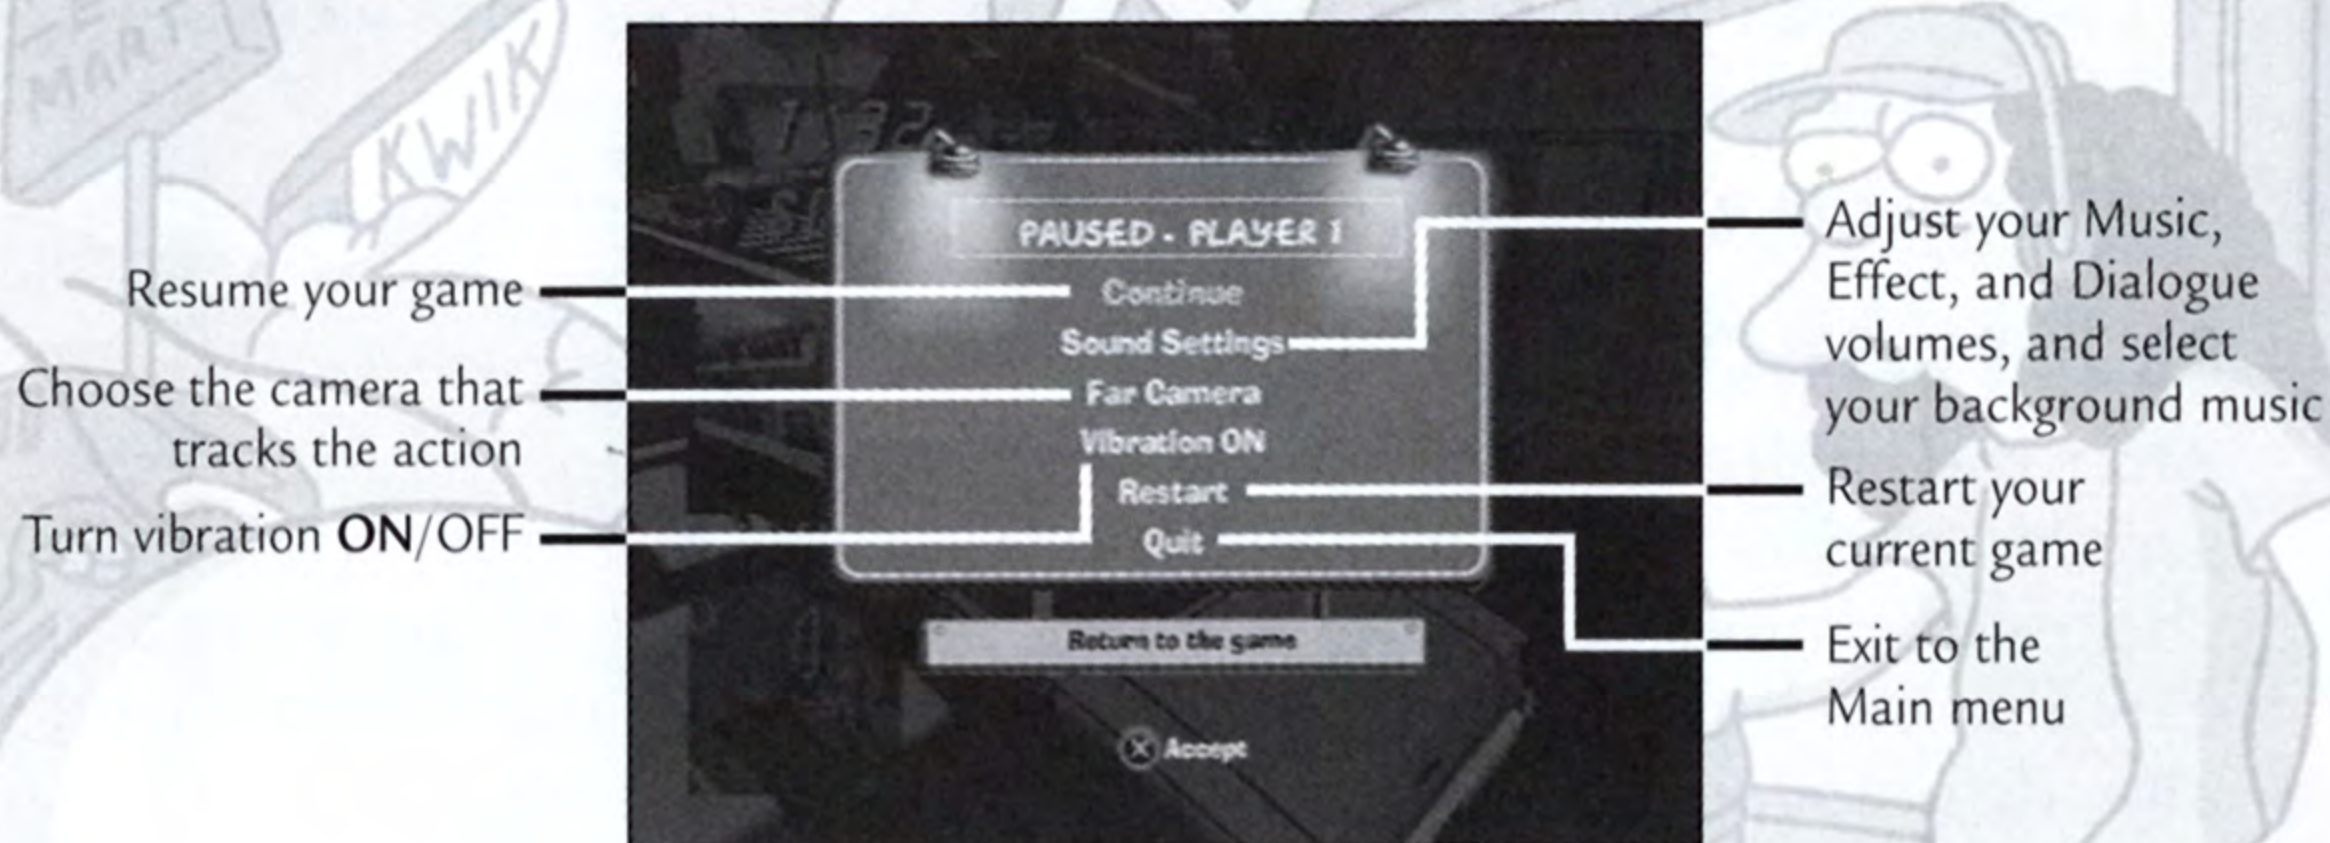 MART
KWIK
Resume your game
Choose the camera that
tracks the action
Turn vibration ON/OFF
PAUSED - PLAYER 1
Continue
Sound Settings
Far Camera
Vibration ON
Restart
Quit
Return to the game
Accept
Adjust your Music,
Effect, and Dialogue
volumes, and select
your background music
Restart your
current game
Exit to the
Main menu